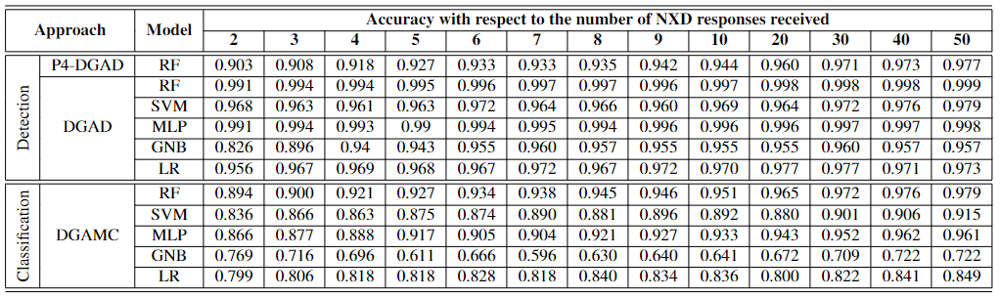 Approach Model Accuracy with respect to the number of NXD responses received
2 3 4 5 6 7 8 9 10 20 30 40 50
Detection
P4-DGAD RF 0.903 0.908 0.918 0.927 0.933 0.933 0.935 0.942 0.944 0.960 0.971 0.973 0.977
DGAD
RF 0.991 0.994 0.994 0.995 0.996 0.997 0.997 0.996 0.997 0.998 0.998 0.998 0.999
SVM 0.968 0.963 0.961 0.963 0.972 0.964 0.966 0.960 0.969 0.964 0.972 0.976 0.979
MLP 0.991 0.994 0.993 0.99 0.994 0.995 0.994 0.996 0.996 0.996 0.997 0.997 0.998
GNB 0.826 0.896 0.94 0.943 0.955 0.960 0.957 0.955 0.955 0.955 0.960 0.957 0.957
LR 0.956 0.967 0.969 0.968 0.967 0.972 0.967 0.972 0.970 0.977 0.977 0.971 0.973
Classification
DGAMC
RF 0.894 0.900 0.921 0.927 0.934 0.938 0.945 0.946 0.951 0.965 0.972 0.976 0.979
SVM 0.836 0.866 0.863 0.875 0.874 0.890 0.881 0.896 0.892 0.880 0.901 0.906 0.915
MLP 0.866 0.877 0.888 0.917 0.905 0.904 0.921 0.927 0.933 0.943 0.952 0.962 0.961
GNB 0.769 0.716 0.696 0.611 0.666 0.596 0.630 0.640 0.641 0.672 0.709 0.722 0.722
LR 0.799 0.806 0.818 0.818 0.828 0.818 0.840 0.834 0.836 0.800 0.822 0.841 0.849